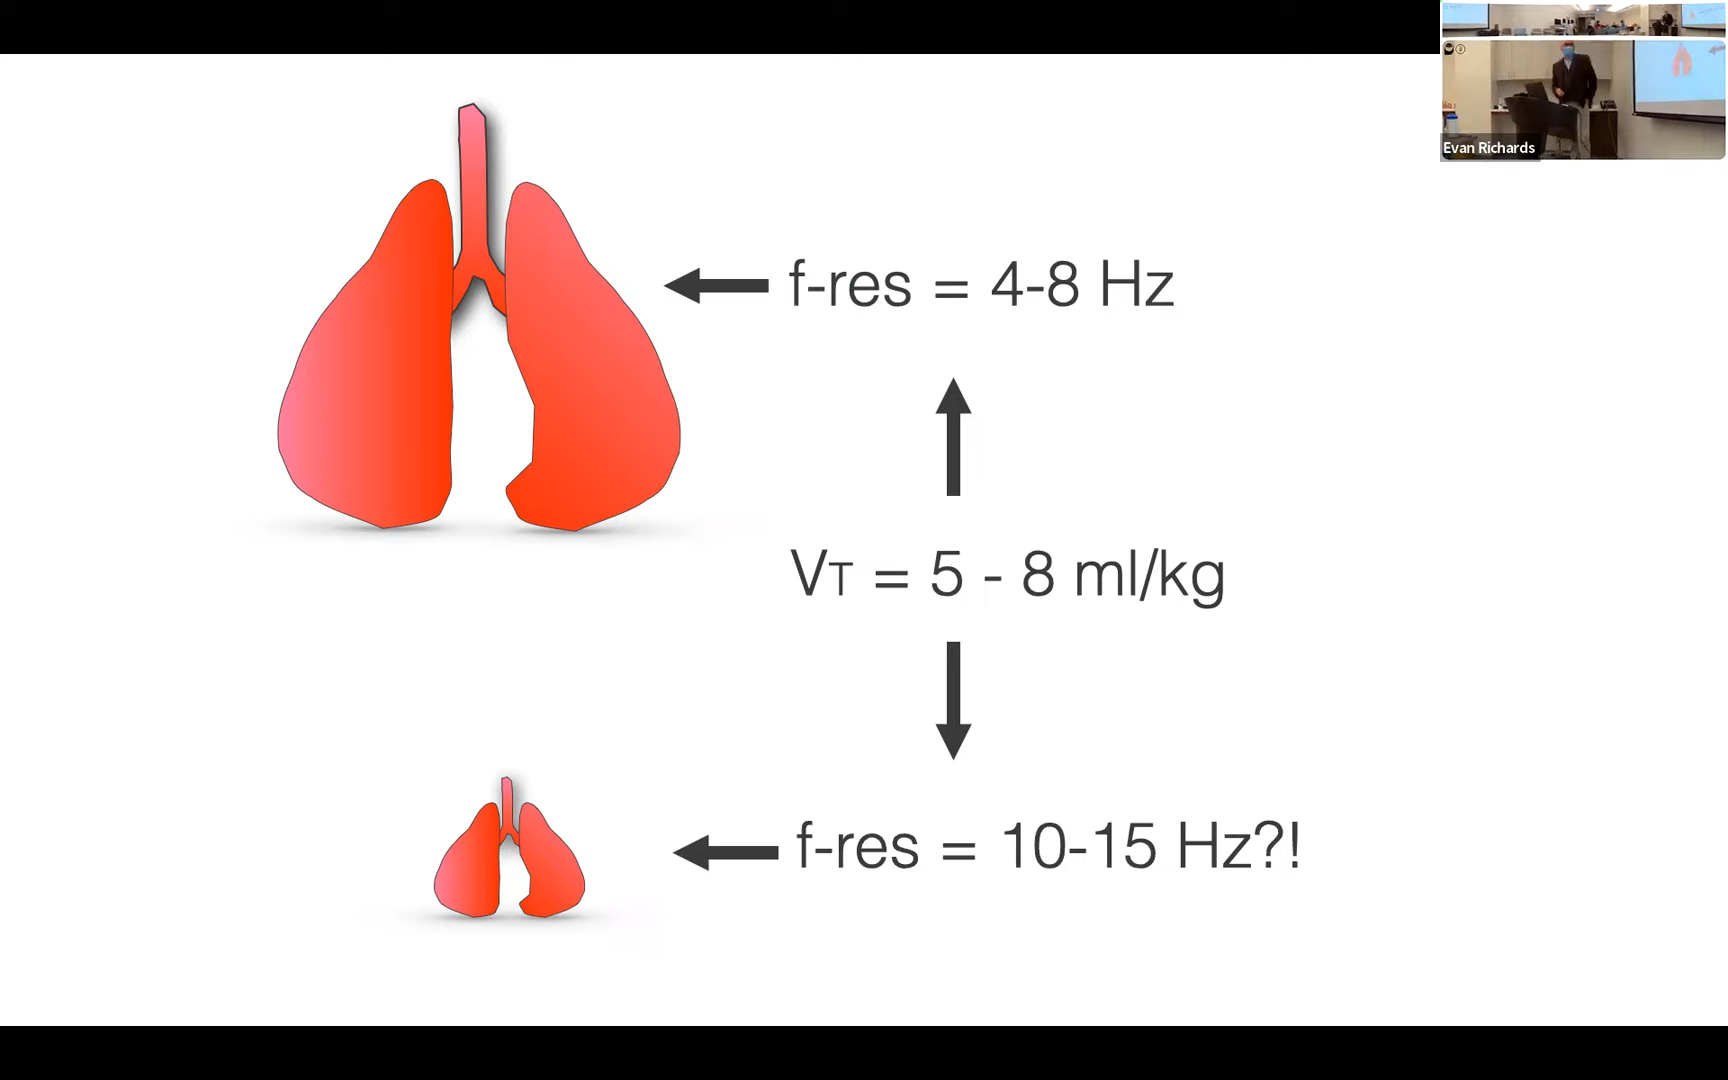 Evan Richards
f-res = 4-8 Hz
VT = 5 - 8 ml/kg
f-res = 10-15 Hz?!